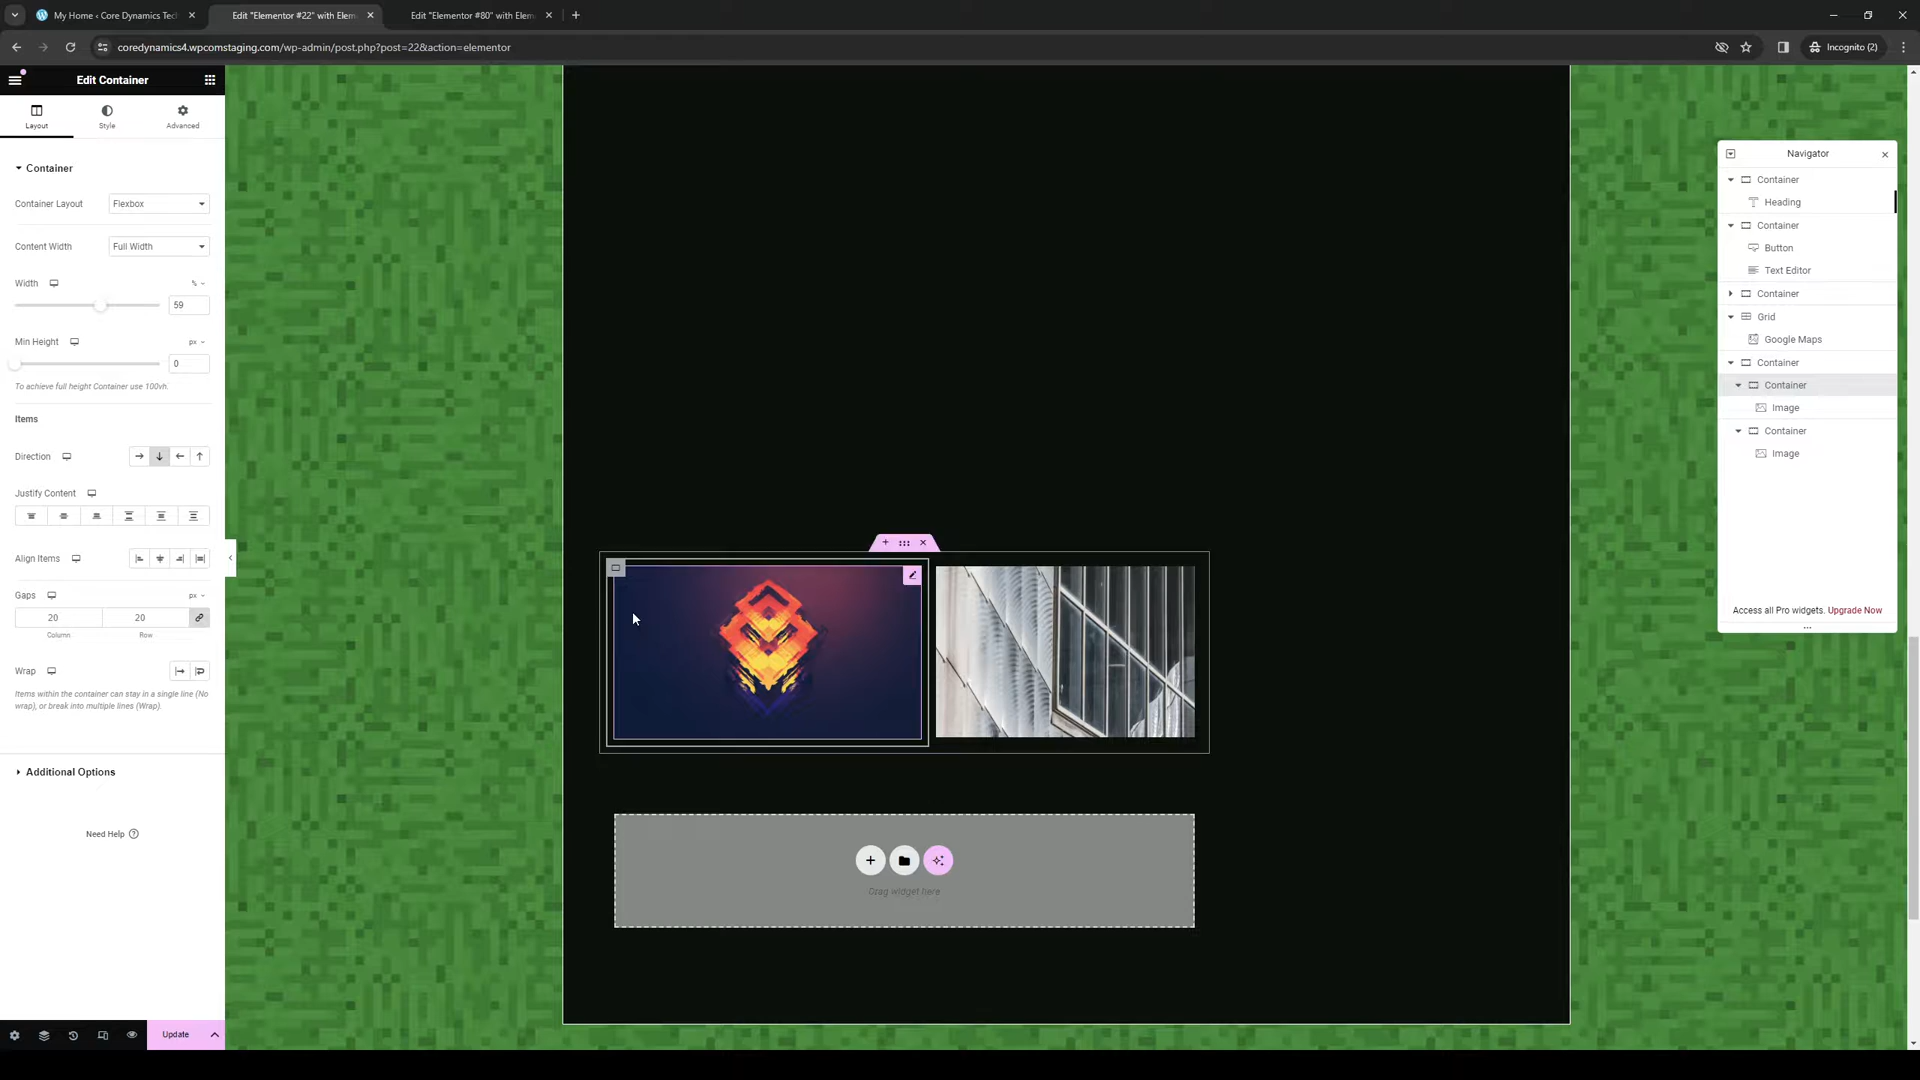 My Home ‹ Core Dynamics Tech
Edit "Elementor #22" with Elem
Edit "Elementor #80" with Elem
coredynamics4.wpcomstaging.com/wp-admin/post.php?post=22&action=elementor
Incognito (2)
Edit Container
Layout
Style
Advanced
Container
Container Layout
Flexbox
Content Width
Full Width
Width
%
59
Min Height
px
0
To achieve full height Container use 100vh.
Items
Direction
Justify Content
Align Items
Gaps
px
20
20
Column
Row
Wrap
Items within the container can stay in a single line (No
wrap), or break into multiple lines (Wrap).
Additional Options
Need Help
Update
Drag widget here
Navigator
Container
Heading
Container
Button
Text Editor
Container
Grid
Google Maps
Container
Container
Image
Container
Image
Access all Pro widgets. Upgrade Now